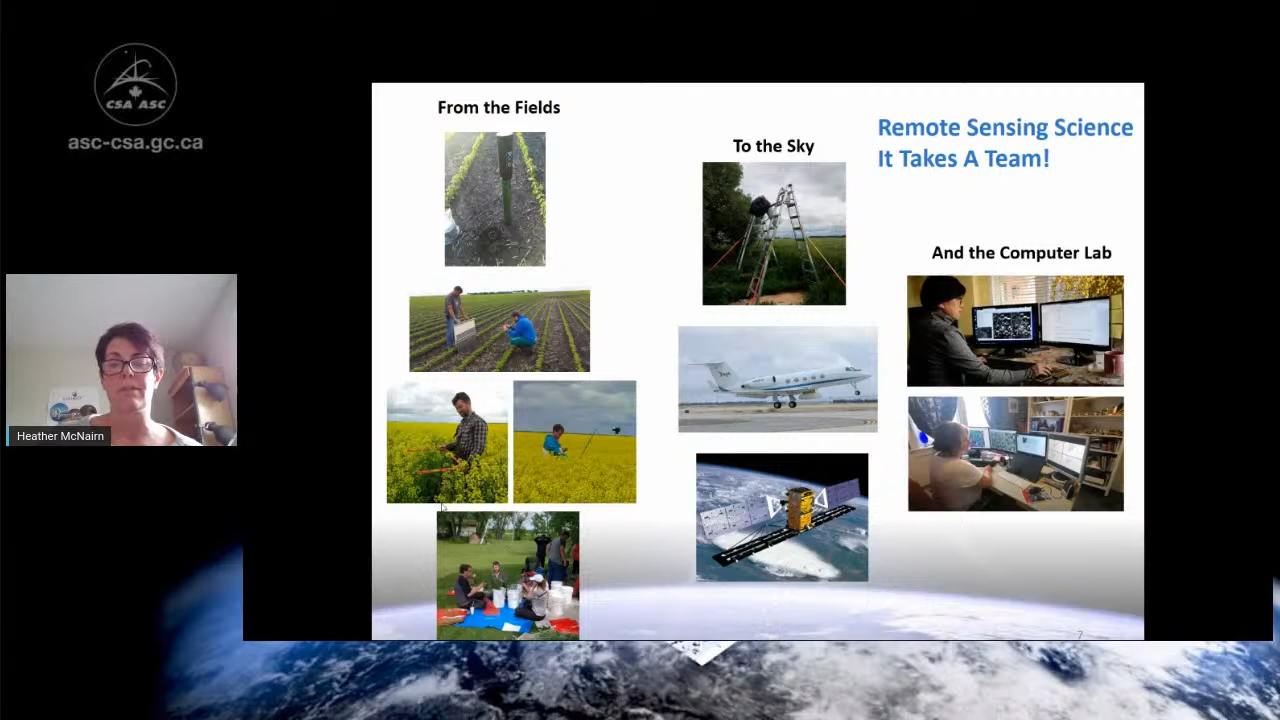 CSA ASC
asc-csa.gc.ca
From the Fields
To the Sky
Remote Sensing Science
It Takes A Team!
And the Computer Lab
Heather McNairn
7